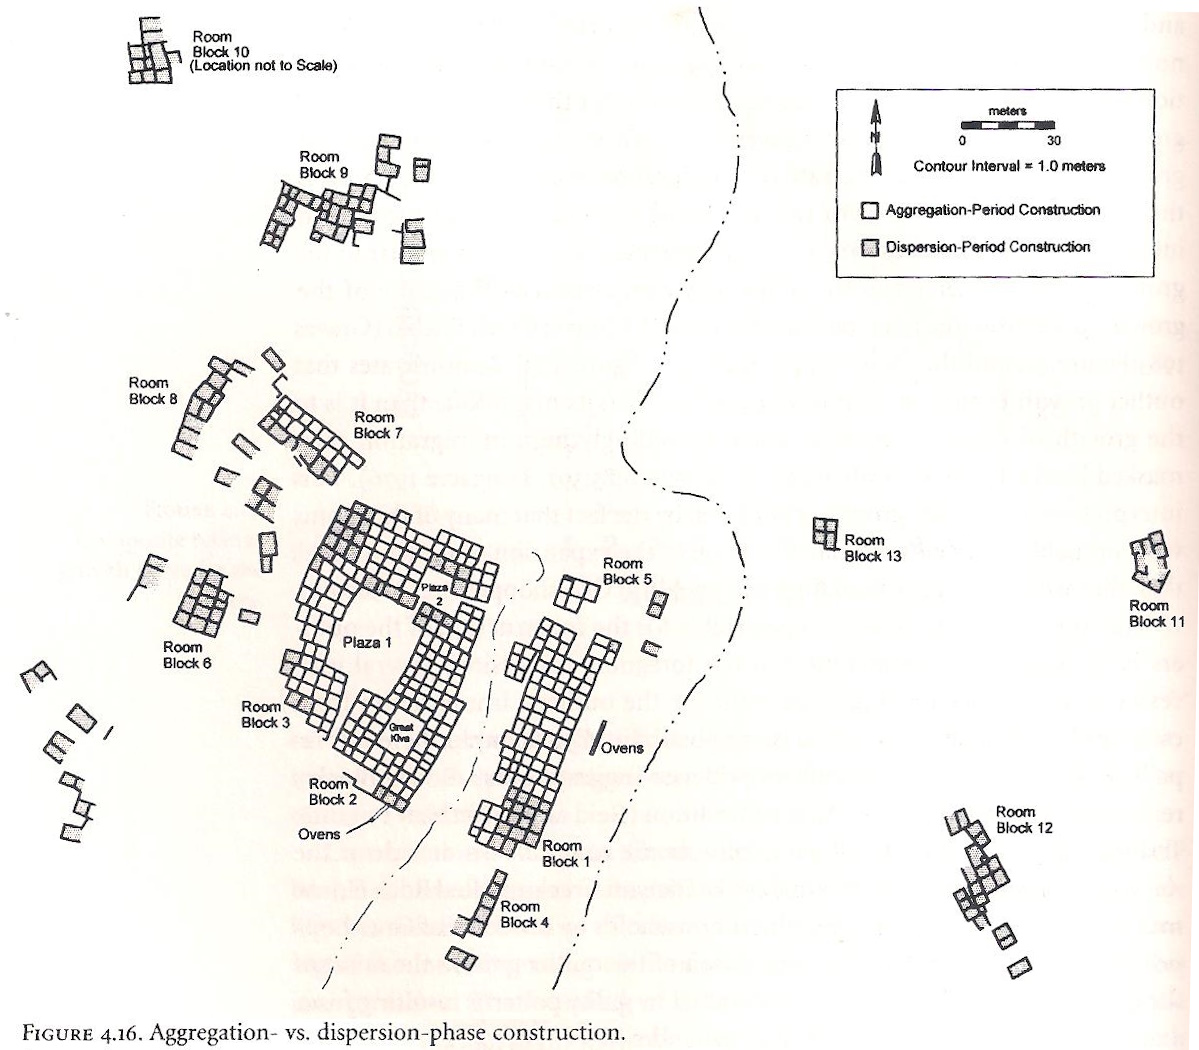 Room
Block 10
(Location not to Scale)
Room
Block 9
meters
N
0 30
Contour Interval = 1.0 meters
Aggregation-Period Construction
Dispersion-Period Construction
Room
Block 8
Room
Block 7
Room
Block 13
Room
Block 5
Room
Block 11
Plaza
2
Plaza 1
Room
Block 6
Room
Block 3
Great
Kiva
Ovens
Room
Block 2
Ovens
Room
Block 12
Room
Block 1
Room
Block 4
FIGURE 4.16. Aggregation- vs. dispersion-phase construction.